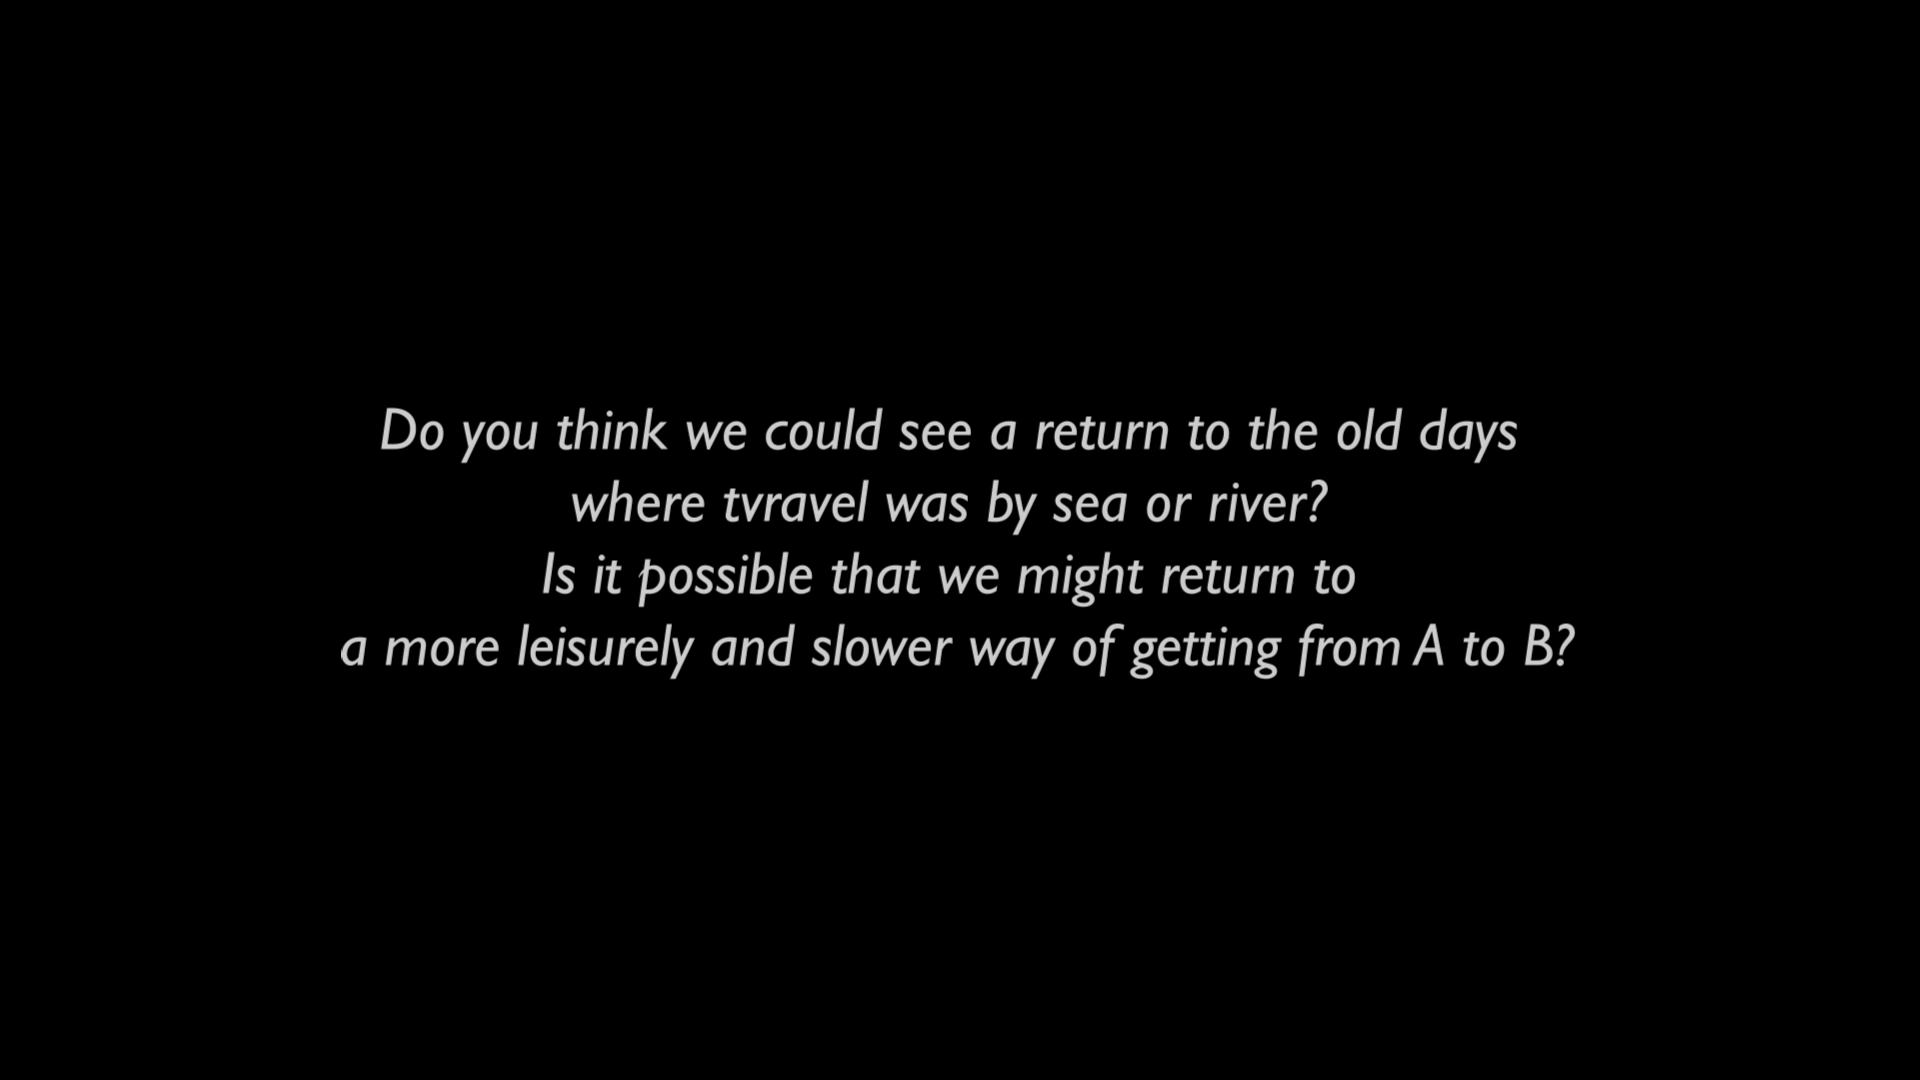 Do you think we could see a return to the old days
where tvravel was by sea or river?
Is it possible that we might return to
a more leisurely and slower way of getting from A to B?